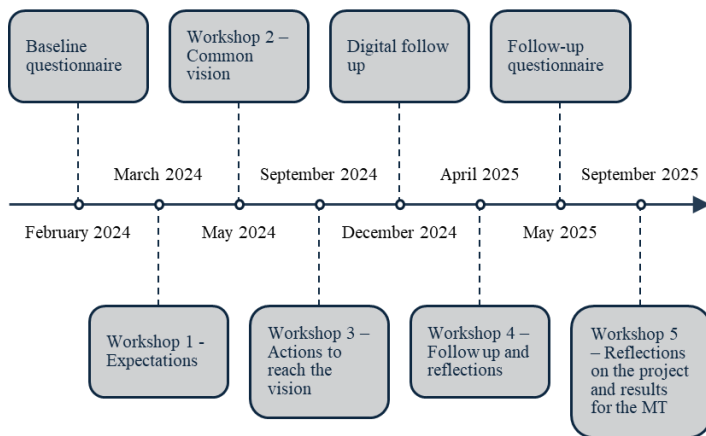 Baseline
questionnaire
Workshop 2 –
Common
vision
Digital follow
up
Follow-up
questionnaire
March 2024
September 2024
April 2025
September 2025
February 2024
May 2024
December 2024
May 2025
Workshop 1 -
Expectations
Workshop 3 –
Actions to
reach the
vision
Workshop 4 –
Follow up and
reflections
Workshop 5
– Reflections
on the project
and results
for the MT